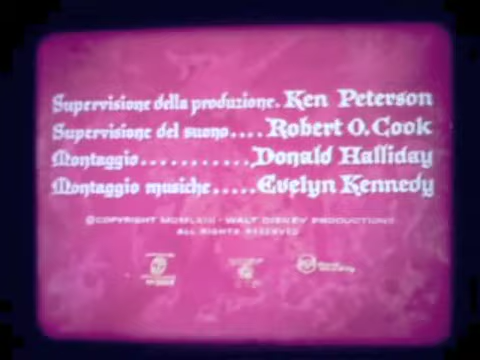 Supervisione della produzione. Ken Peterson
Supervisione del suono.... Robert O. Cook
Montaggio........... Donald Halliday
Montaggio musiche..... Evelyn Kennedy
©COPYRIGHT MCMLXIII - WALT DISNEY PRODUCTIONS
ALL RIGHTS RESERVED